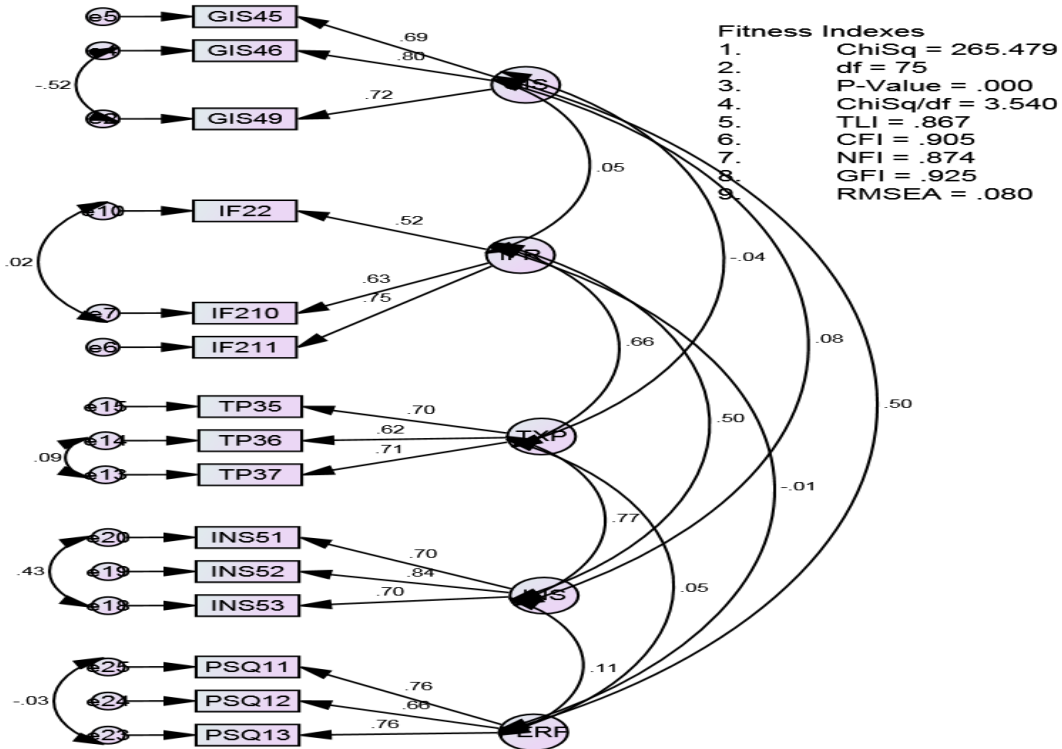 Fitness Indexes
1. ChiSq = 265.479
2. df = 75
3. P-Value = .000
4. ChiSq/df = 3.540
5. TLI = .867
6. CFI = .905
7. NFI = .874
8. GFI = .925
9. RMSEA = .080
e5 GIS45
.69
GIS46
.80
-.52
GIS49
.72
.05
e10 IF22
.52
-.04
.02
.63
e7 IF210
.75
.08
e6 IF211
.66
.50
e15 TP35
.70
.50
e14 TP36
.62
TXP
.09
e13 TP37
.71
-.01
.77
e20 INS51
.70
.43
e19 INS52
.84
.05
e18 INS53
.70
.11
e25 PSQ11
.76
-.03
e24 PSQ12
.66
e23 PSQ13
.76